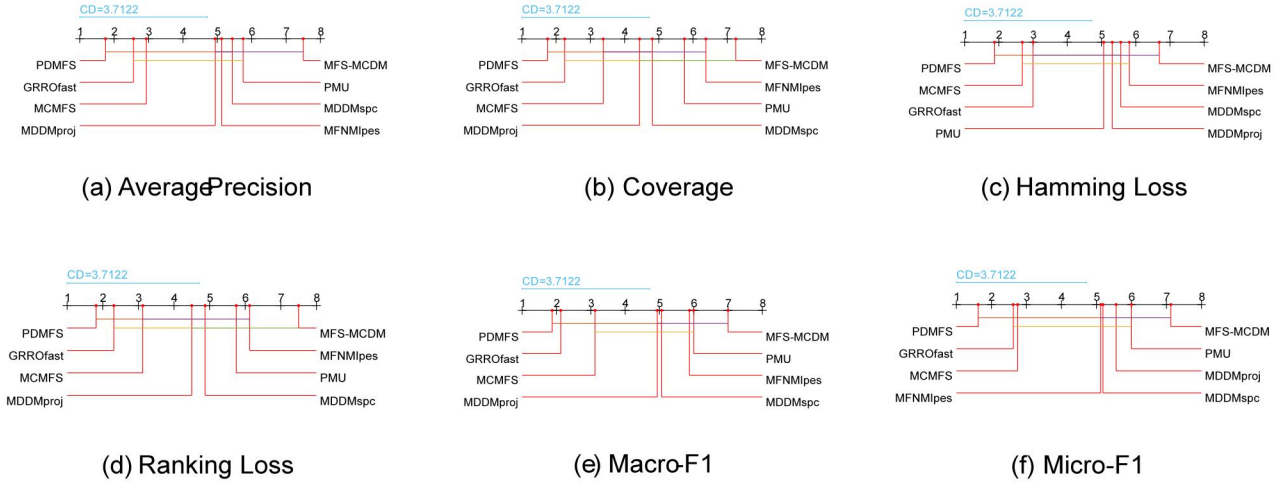 CD=3.7122
1 2 3 4 5 6 7 8
PDMFS MFS-MCDM
GRROfast PMU
MCMFS MDDMspc
MDDMproj MFNMIpes
(a) AveragePrecision
CD=3.7122
1 2 3 4 5 6 7 8
PDMFS MFS-MCDM
GRROfast MFNMIpes
MCMFS PMU
MDDMproj MDDMspc
(b) Coverage
CD=3.7122
1 2 3 4 5 6 7 8
PDMFS MFS-MCDM
MCMFS MFNMIpes
GRROfast MDDMspc
PMU MDDMproj
(c) Hamming Loss
CD=3.7122
1 2 3 4 5 6 7 8
PDMFS MFS-MCDM
GRROfast MFNMIpes
MCMFS PMU
MDDMproj MDDMspc
(d) Ranking Loss
CD=3.7122
1 2 3 4 5 6 7 8
PDMFS MFS-MCDM
GRROfast PMU
MCMFS MFNMIpes
MDDMproj MDDMspc
(e) Macro-F1
CD=3.7122
1 2 3 4 5 6 7 8
PDMFS MFS-MCDM
GRROfast PMU
MCMFS MDDMproj
MFNMIpes MDDMspc
(f) Micro-F1